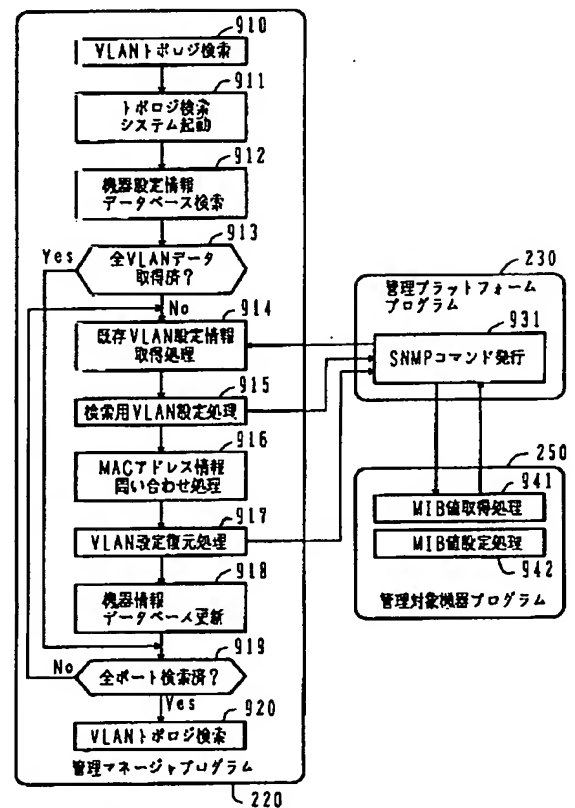 910
VLANトポロジ検索
911
トポロジ検索
システム起動
912
機器設定情報
データベース検索
913
Yes
全VLANデータ
取得済?
No
914
既存VLAN設定情報
取得処理
915
検索用VLAN設定処理
916
MACアドレス情報
問い合わせ処理
917
VLAN設定復元処理
918
機器情報
データベース更新
919
No
全ポート検索済?
Yes
920
VLANトポロジ検索
管理マネージャプログラム
220
230
管理プラットフォーム
プログラム
931
SNMPコマンド発行
250
941
MIB値取得処理
MIB値設定処理
942
管理対象機器プログラム